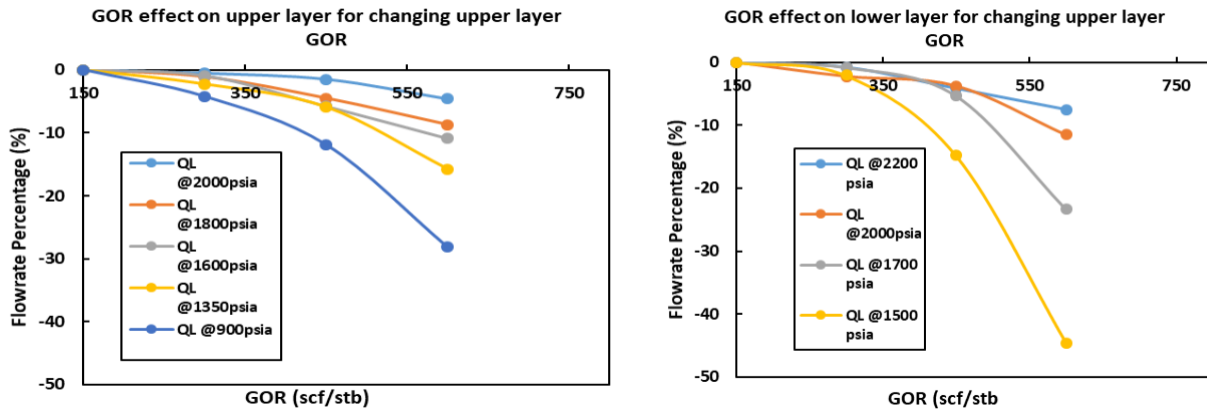 GOR effect on upper layer for changing upper layer
GOR
0
150
350
550
750
-10
-20
-30
-40
-50
Flowrate Percentage (%)
QL
@2000psia
QL
@1800psia
QL
@1600psia
QL
@1350psia
QL @900psia
GOR (scf/stb)
GOR effect on lower layer for changing upper layer
GOR
0
150
350
550
750
-10
-20
-30
-40
-50
Flowrate Percentage (%)
QL @2200
psia
QL
@2000psia
QL @1700
psia
QL @1500
psia
GOR (scf/stb